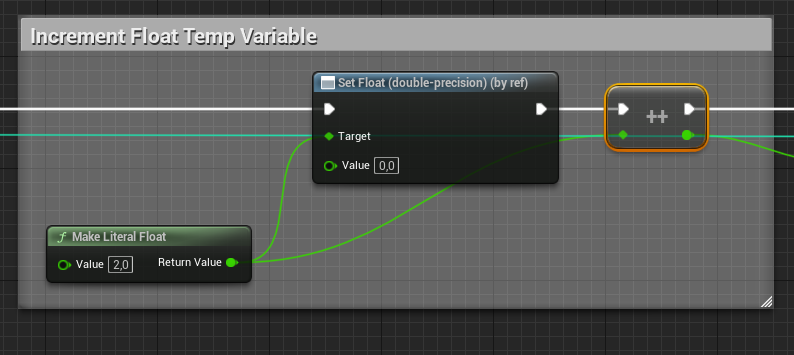 Increment Float Temp Variable
Set Float (double-precision) (by ref)
++
Target
Value 0,0
f Make Literal Float
Value 2,0 Return Value